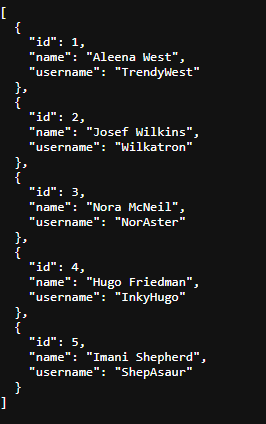 [
  {
    "id": 1,
    "name": "Aleena West",
    "username": "TrendyWest"
  },
  {
    "id": 2,
    "name": "Josef Wilkins",
    "username": "Wilkatron"
  },
  {
    "id": 3,
    "name": "Nora McNeil",
    "username": "NorAster"
  },
  {
    "id": 4,
    "name": "Hugo Friedman",
    "username": "InkyHugo"
  },
  {
    "id": 5,
    "name": "Imani Shepherd",
    "username": "ShepAsaur"
  }
]